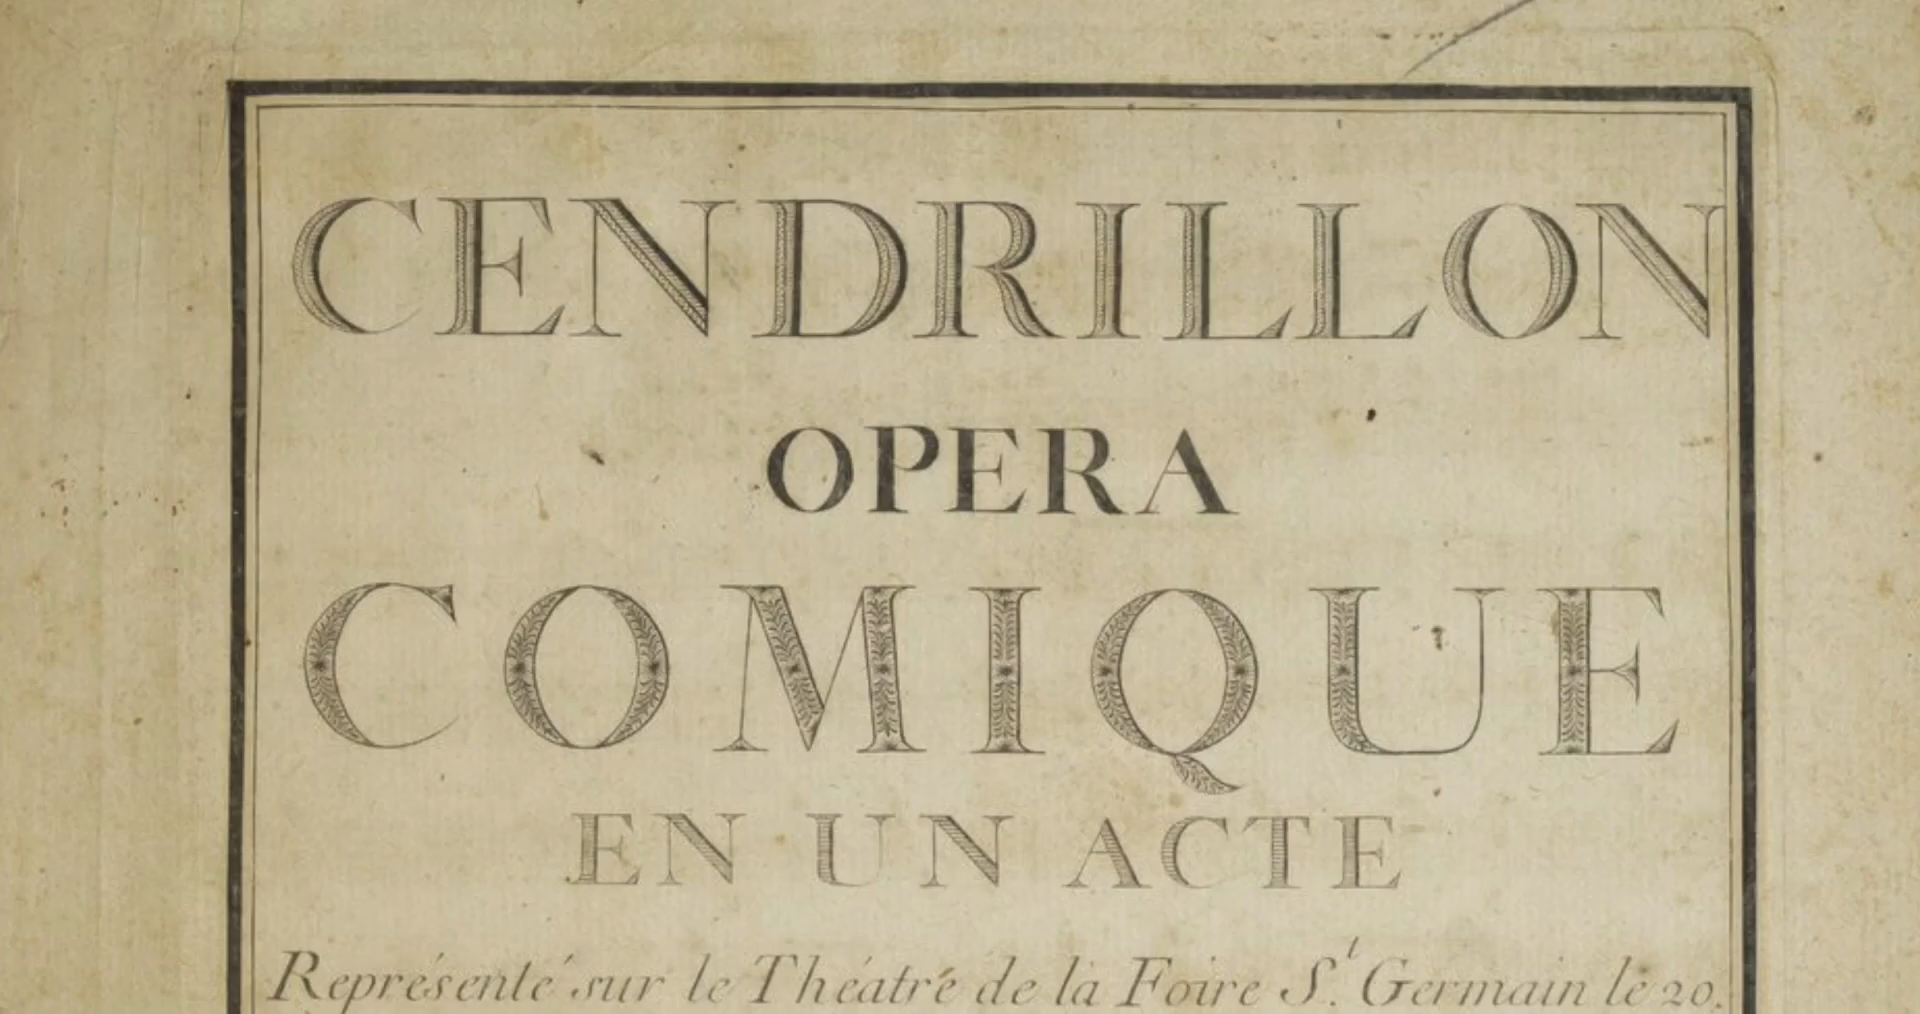 CENDRILLON
OPERA
COMIQUE
EN UN ACTE
Représenté sur le Théatre de la Foire S.t Germain le 20.